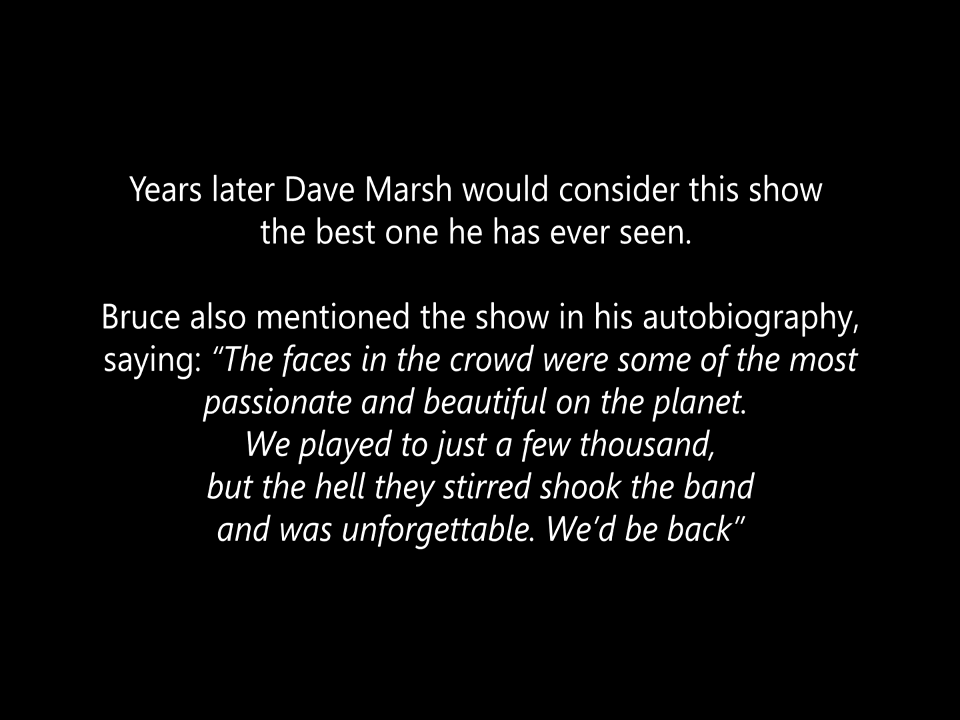 Years later Dave Marsh would consider this show
the best one he has ever seen.
Bruce also mentioned the show in his autobiography,
saying: “The faces in the crowd were some of the most
passionate and beautiful on the planet.
We played to just a few thousand,
but the hell they stirred shook the band
and was unforgettable. We’d be back”